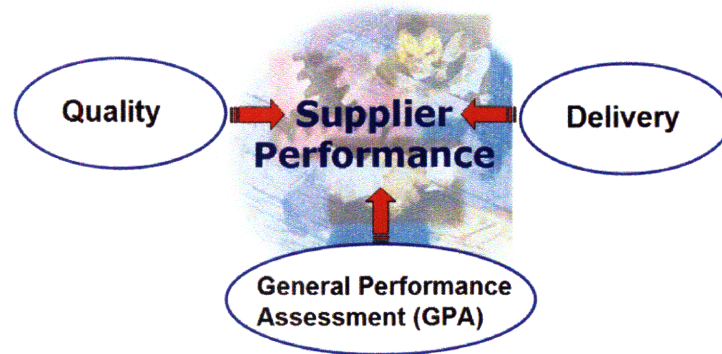 Quality
Supplier
Performance
Delivery
General Performance
Assessment (GPA)